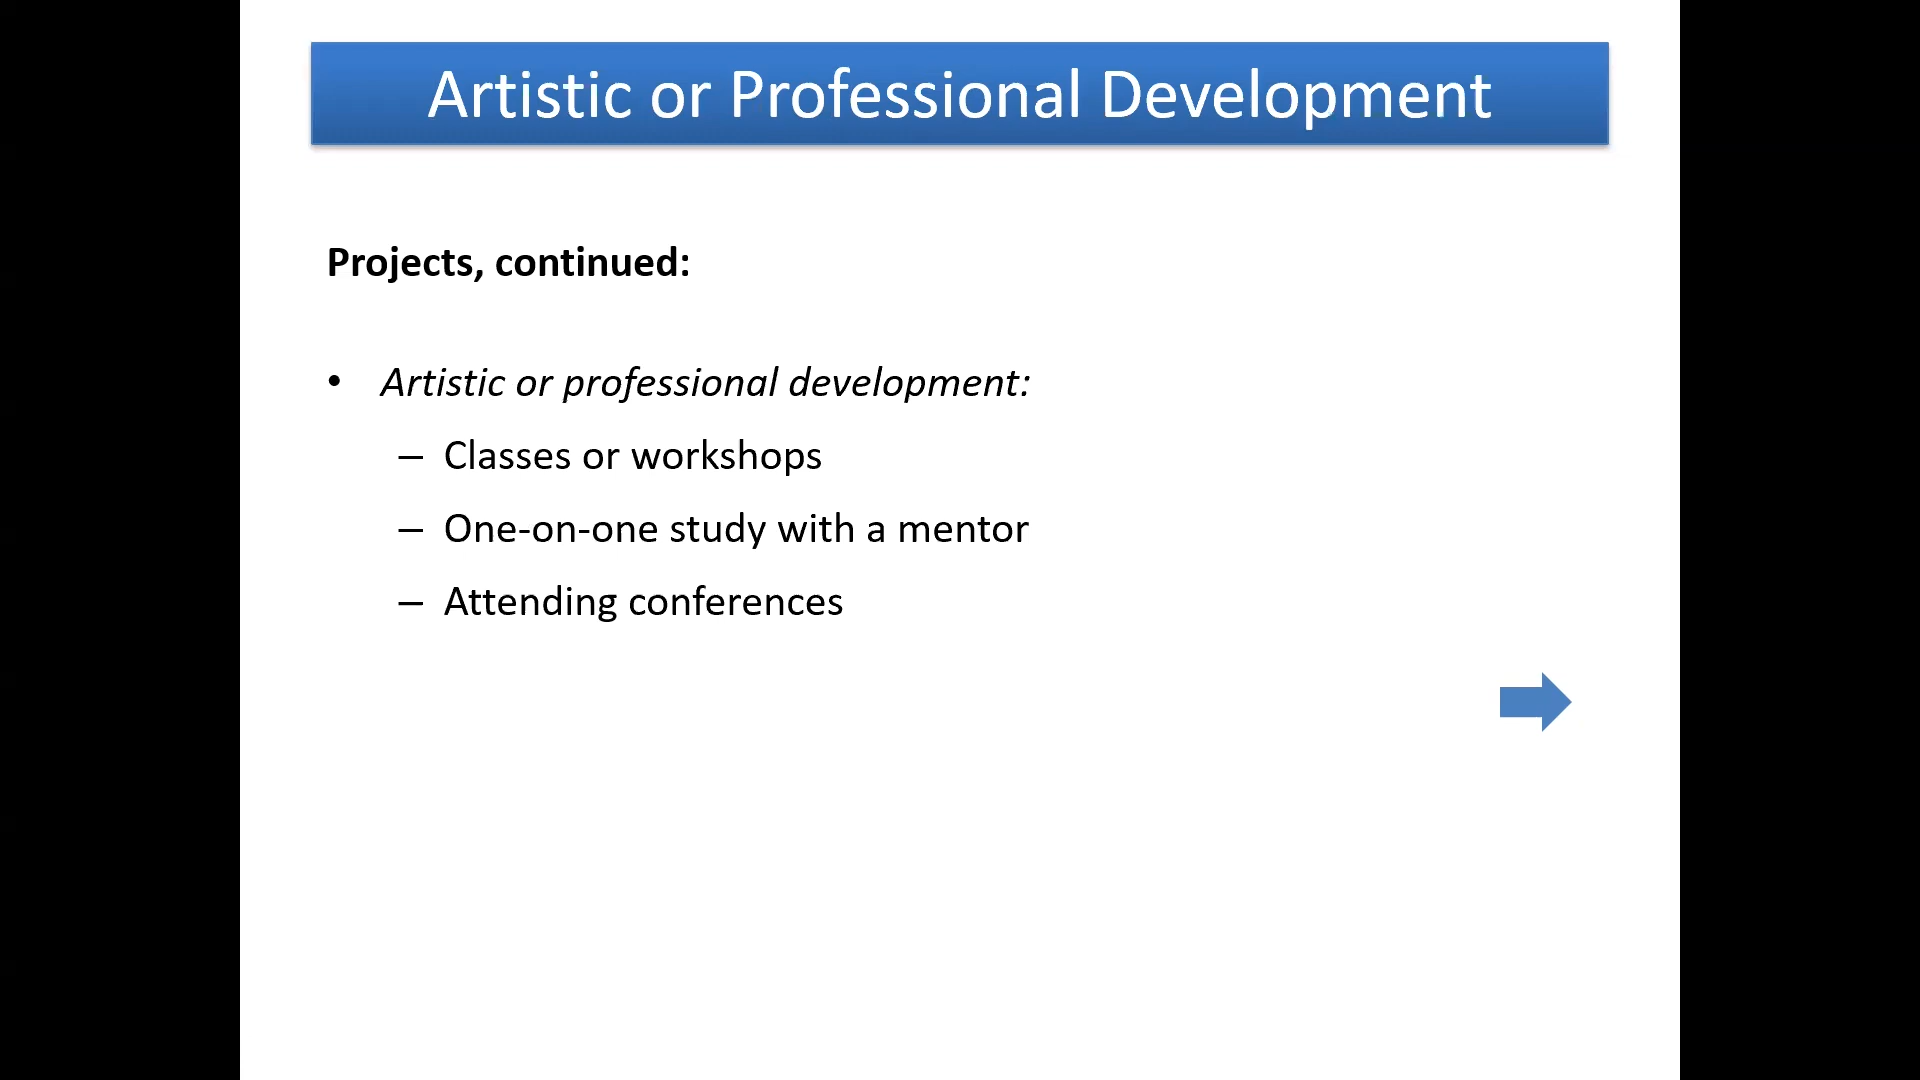 Artistic or Professional Development
Projects, continued:
• Artistic or professional development:
– Classes or workshops
– One-on-one study with a mentor
– Attending conferences